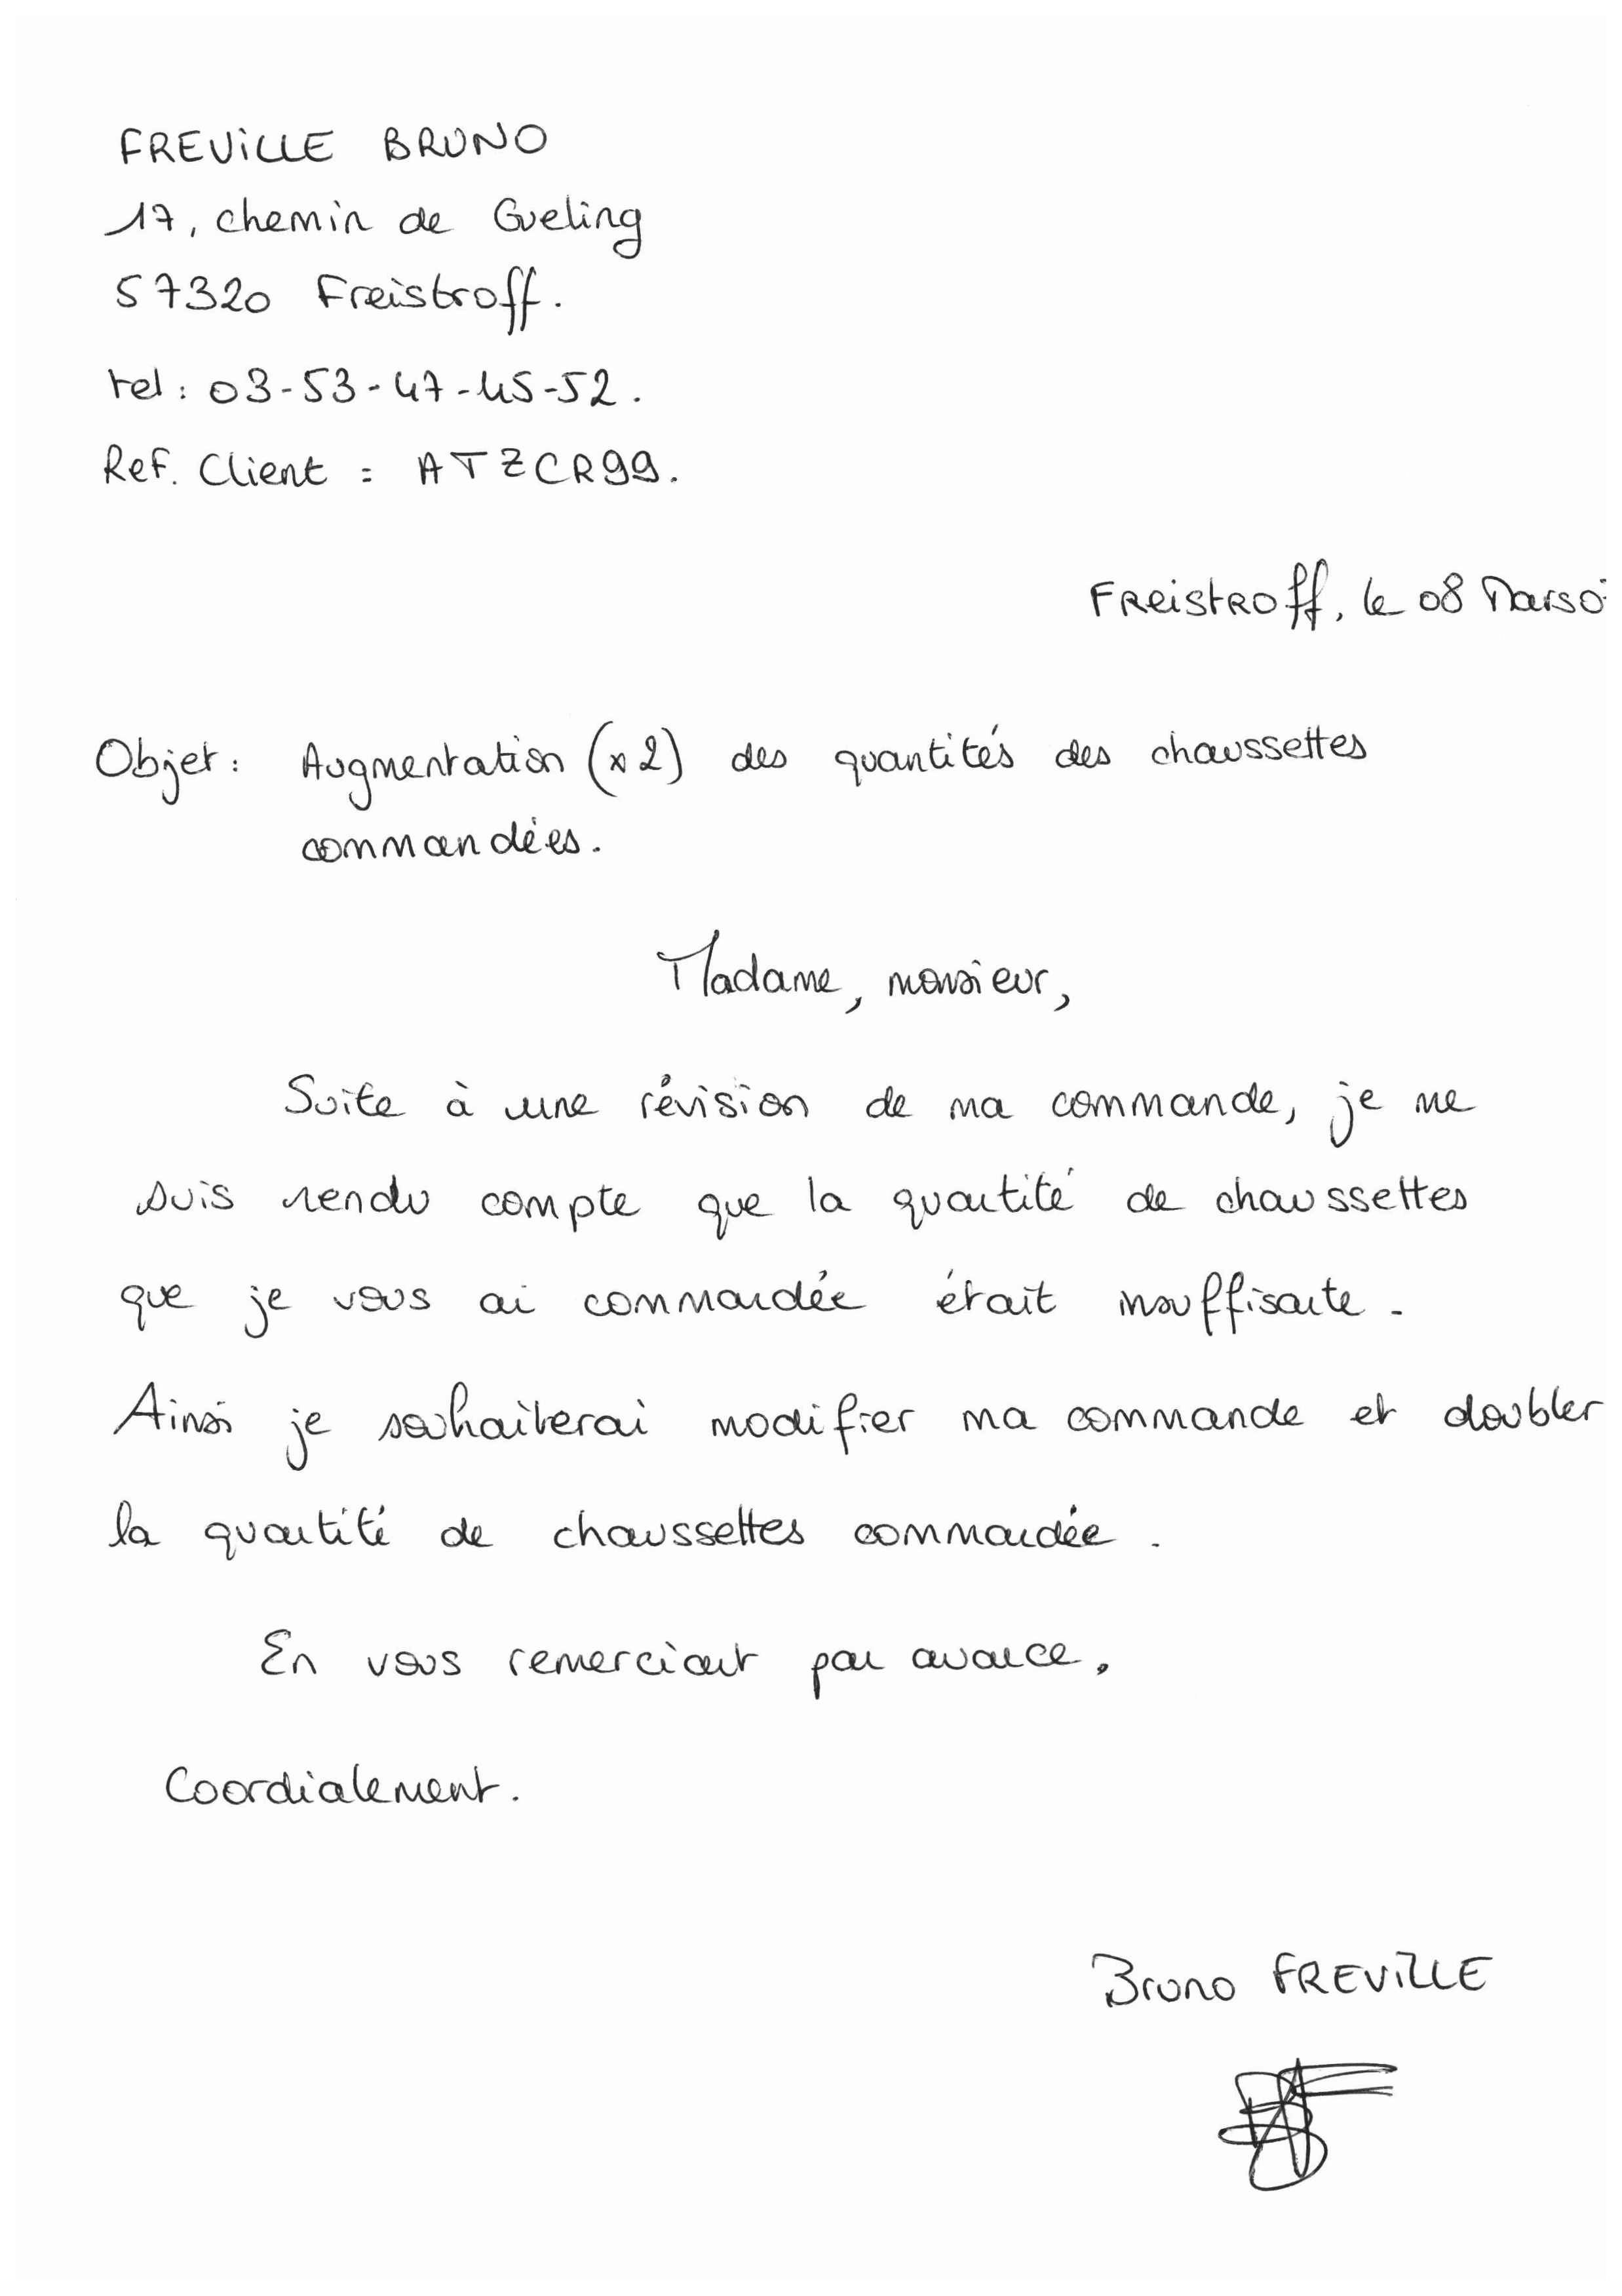 FREVILLE BRUNO
17, chemin de Gueling
57320 Freistroff.
tel : 03-53-47-45-52.
Ref. Client : ATZCR99.
Freistroff, le 08 Mars
Objet : Augmentation (x2) des quantités des chaussettes
commandées.
Madame, monsieur,
Suite à une révision de ma commande, je me
suis rendu compte que la quantité de chaussettes
que je vous ai commandée était insuffisante.
Ainsi je souhaiterai modifier ma commande et doubler
la quantité de chaussettes commandée.
En vous remerciant par avance.
Coordialement.
Bruno FREVILLE